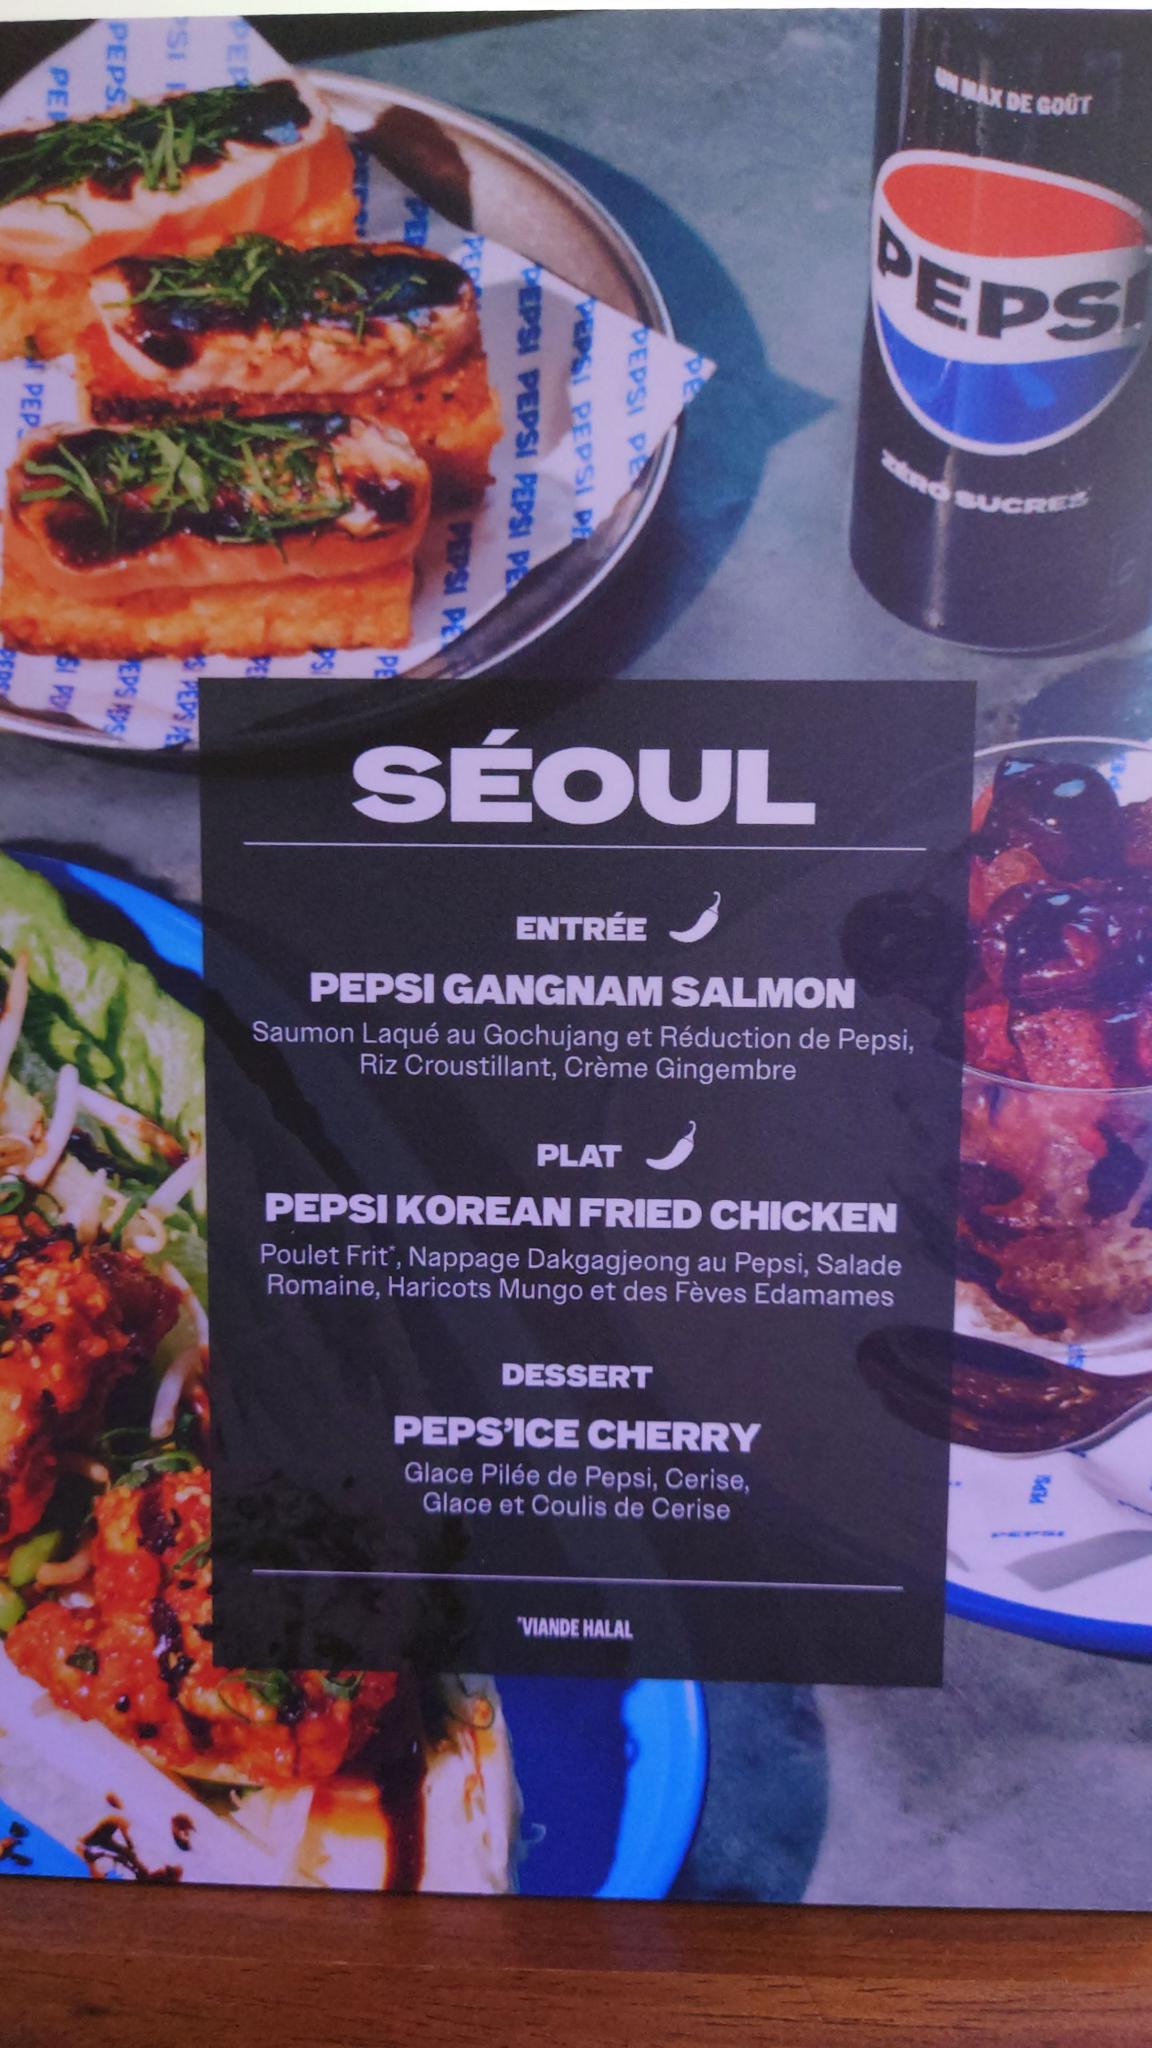 UN MAX DE GOÛT
PEPSI
ZÉRO SUCRES
SÉOUL
ENTRÉE
PEPSI GANGNAM SALMON
Saumon Laqué au Gochujang et Réduction de Pepsi,
Riz Croustillant, Crème Gingembre
PLAT
PEPSI KOREAN FRIED CHICKEN
Poulet Frit*, Nappage Dakgagjeong au Pepsi, Salade
Romaine, Haricots Mungo et des Fèves Edamames
DESSERT
PEPS'ICE CHERRY
Glace Pilée de Pepsi, Cerise,
Glace et Coulis de Cerise
*VIANDE HALAL